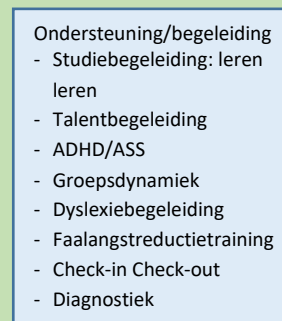 Ondersteuning/begeleiding
- Studiebegeleiding: leren
leren
- Talentbegeleiding
- ADHD/ASS
- Groepsdynamiek
- Dyslexiebegeleiding
- Faalangstreductietraining
- Check-in Check-out
- Diagnostiek